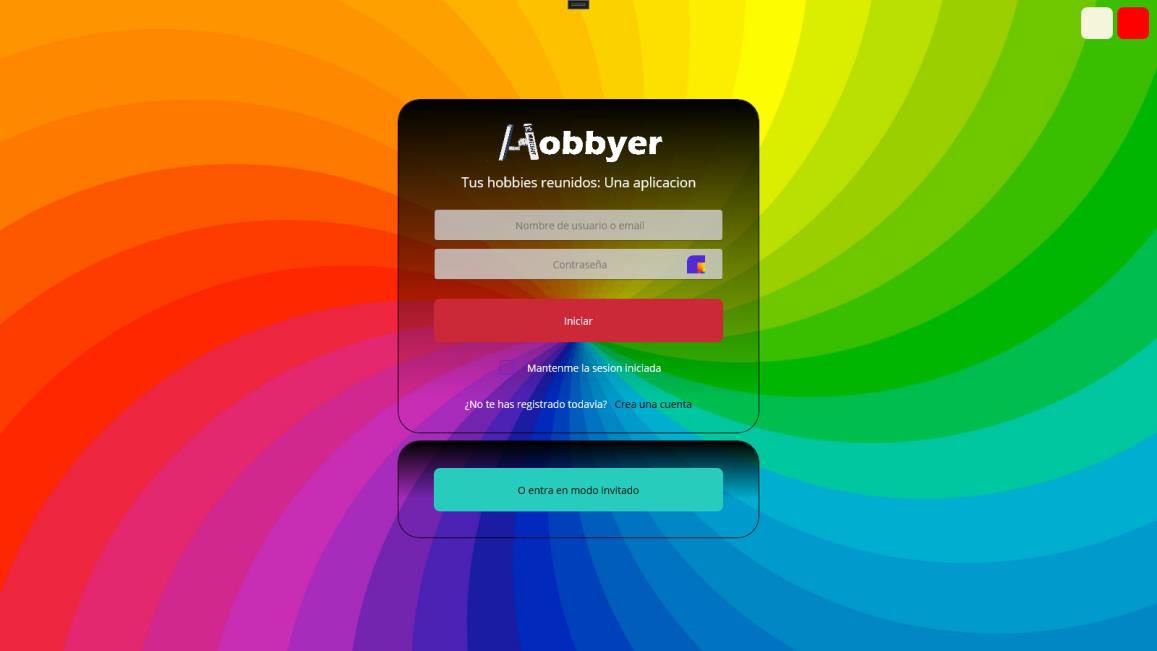 Hobbyer
Tus hobbies reunidos: Una aplicacion
Nombre de usuario o email
Contraseña
Iniciar
Mantenme la sesion iniciada
¿No te has registrado todavia? Crea una cuenta
O entra en modo invitado